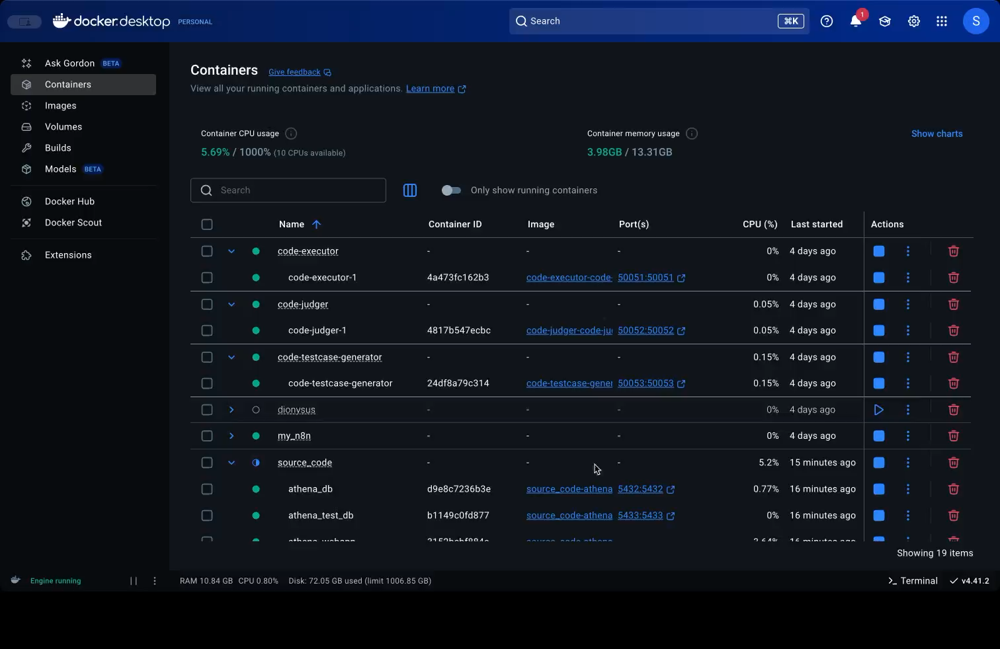 docker.desktop PERSONAL
Search ⌘K 1 S
Ask Gordon BETA
Containers
Images
Volumes
Builds
Models BETA
Docker Hub
Docker Scout
Extensions
Containers Give feedback
View all your running containers and applications. Learn more
Container CPU usage
5.69% / 1000% (10 CPUs available)
Container memory usage
3.98GB / 13.31GB
Show charts
Search
Only show running containers
Name Container ID Image Port(s) CPU (%) Last started Actions
code-executor - - - 0% 4 days ago
code-executor-1 4a473fc162b3 code-executor-code- 50051:50051 0% 4 days ago
code-judger - - - 0.05% 4 days ago
code-judger-1 4817b547ecbc code-judger-code-ju 50052:50052 0.05% 4 days ago
code-testcase-generator - - - 0.15% 4 days ago
code-testcase-generator 24df8a79c314 code-testcase-gener 50053:50053 0.15% 4 days ago
dionysus - - - 0% 4 days ago
my_n8n - - - 0% 4 days ago
source_code - - - 5.2% 15 minutes ago
athena_db d9e8c7236b3e source_code-athena 5432:5432 0.77% 16 minutes ago
athena_test_db b1149c0fd877 source_code-athena 5433:5433 0% 16 minutes ago
Showing 19 items
Engine running
RAM 10.84 GB CPU 0.80% Disk: 72.05 GB used (limit 1006.85 GB)
Terminal v4.41.2